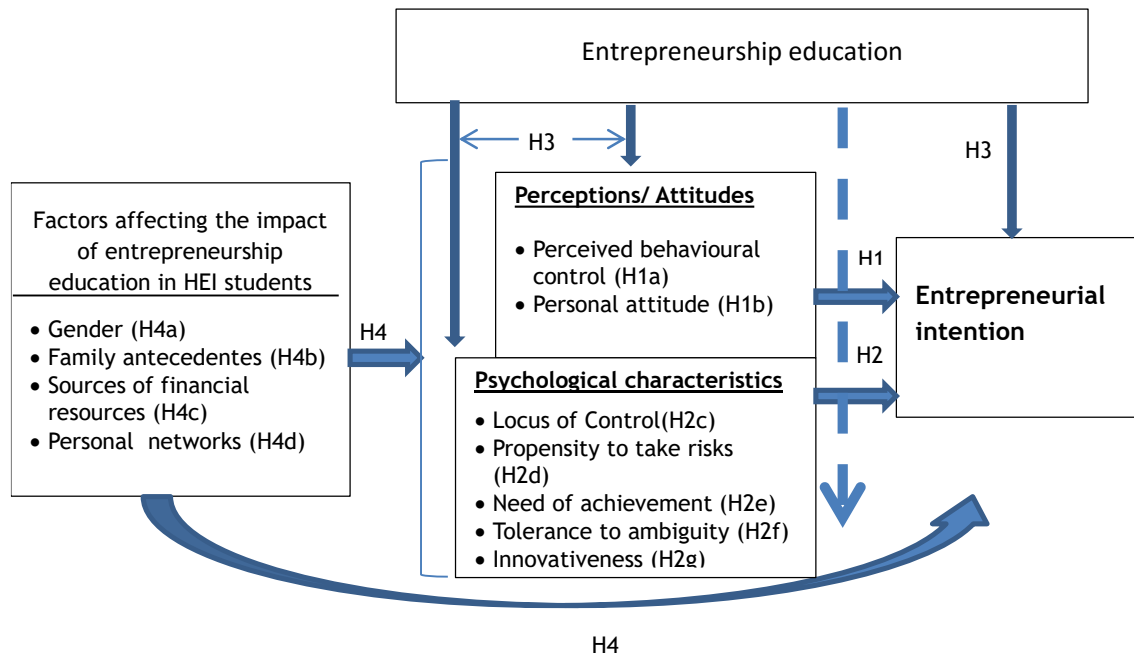 Entrepreneurship education
H3
H3
Factors affecting the impact
of entrepreneurship
education in HEI students
• Gender (H4a)
• Family antecedentes (H4b)
• Sources of financial
resources (H4c)
• Personal networks (H4d)
H4
Perceptions/ Attitudes
• Perceived behavioural
control (H1a)
• Personal attitude (H1b)
Psychological characteristics
• Locus of Control(H2c)
• Propensity to take risks
(H2d)
• Need of achievement (H2e)
• Tolerance to ambiguity (H2f)
• Innovativeness (H2g)
H1
H2
Entrepreneurial
intention
H4